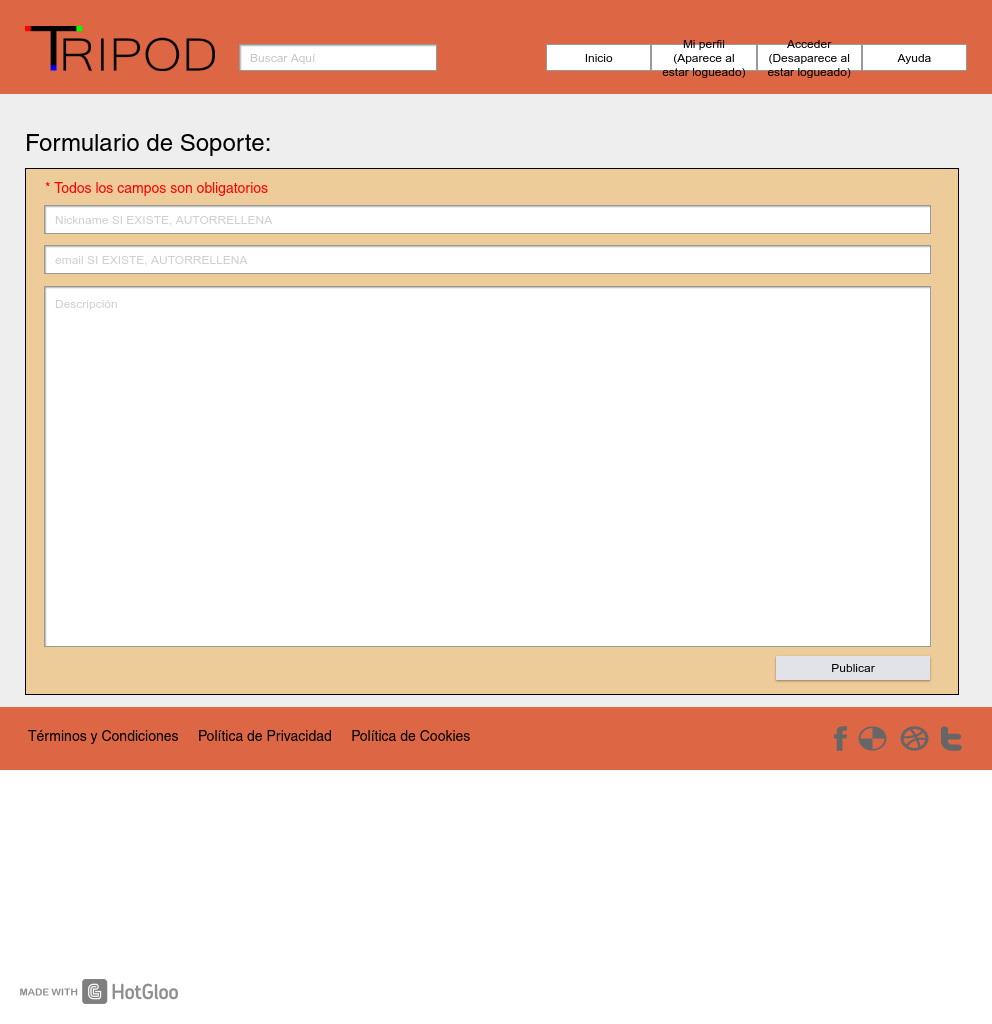 TRIPOD
Buscar Aquí
Inicio
Mi perfil
(Aparece al
estar logueado)
Acceder
(Desaparece al
estar logueado)
Ayuda
Formulario de Soporte:
* Todos los campos son obligatorios
Nickname SI EXISTE, AUTORRELLENA
email SI EXISTE, AUTORRELLENA
Descripción
Publicar
Términos y Condiciones Política de Privacidad Política de Cookies
MADE WITH HotGloo